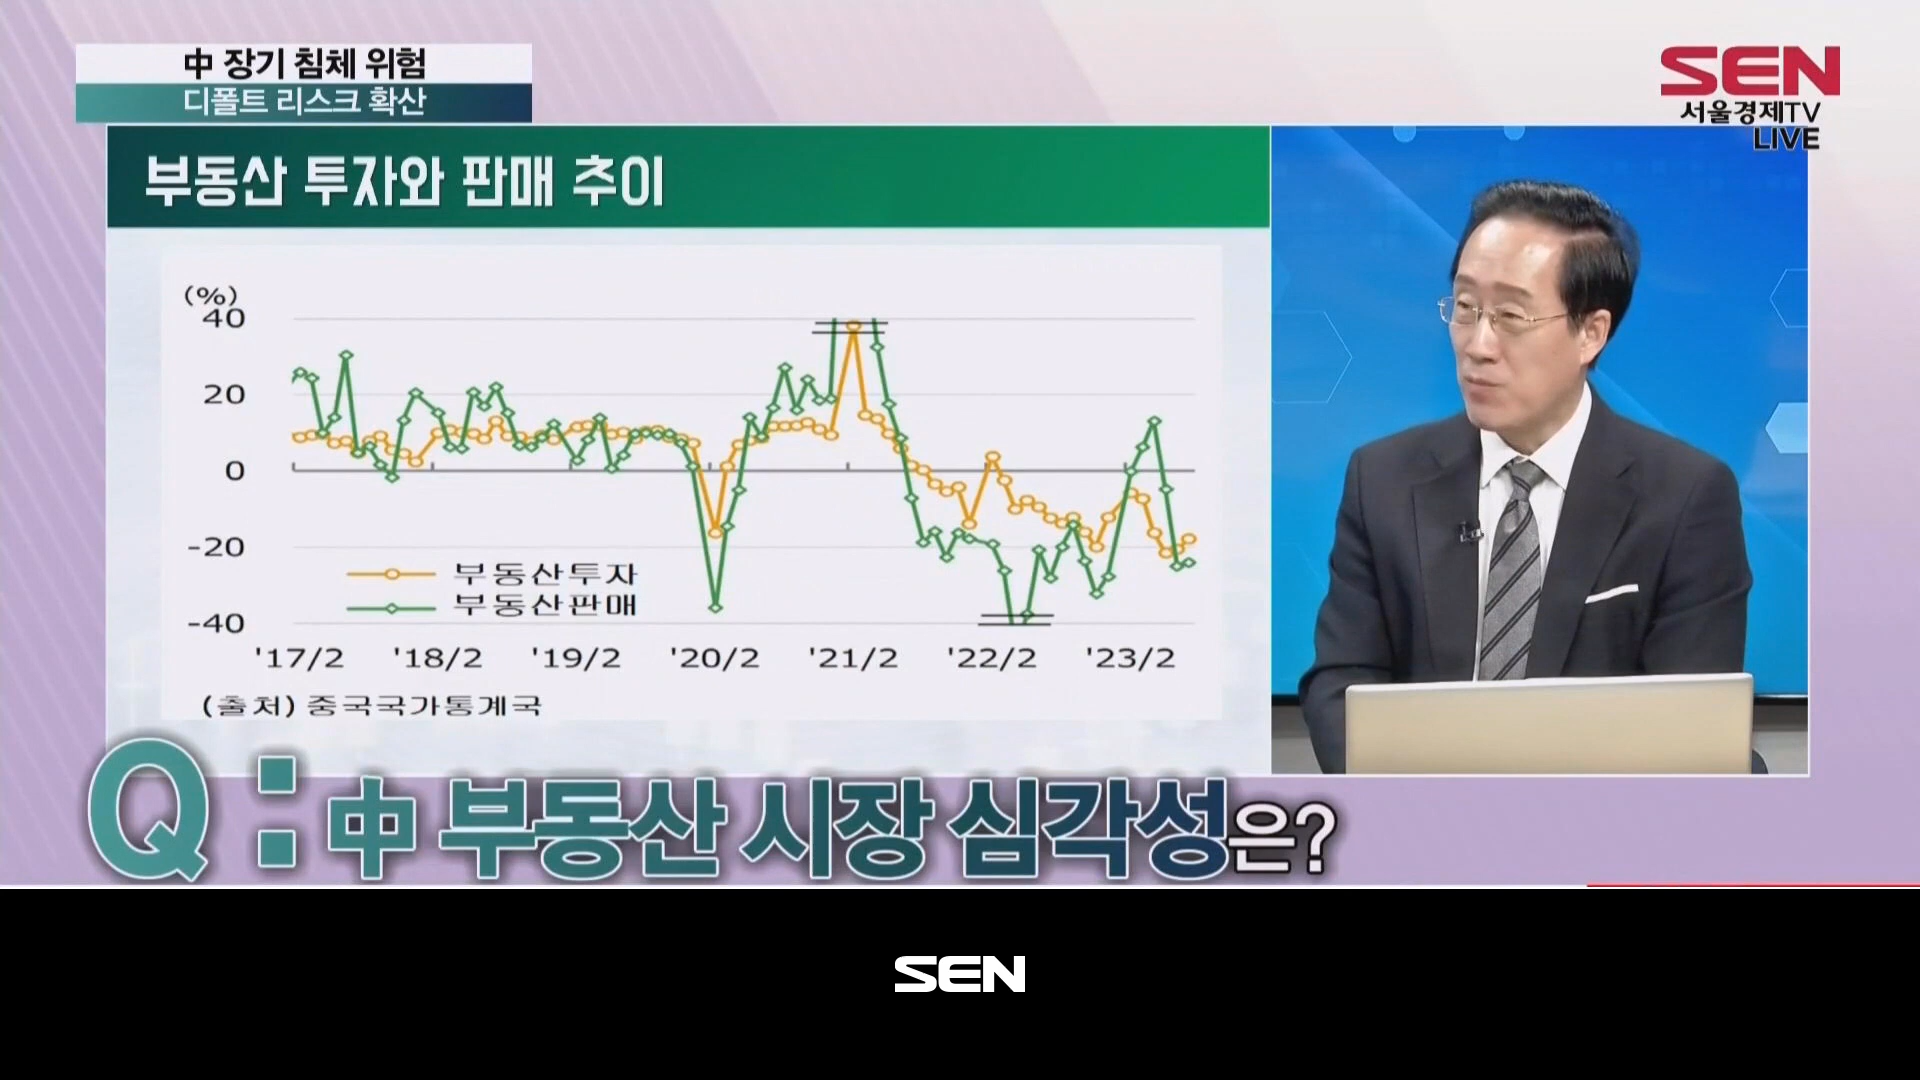 中 장기 침체 위험
디폴트 리스크 확산
SEN
서울경제TV
LIVE
부동산 투자와 판매 추이
(%)
40
20
0
-20
-40
부동산투자
부동산판매
'17/2 '18/2 '19/2 '20/2 '21/2 '22/2 '23/2
(출처) 중국국가통계국
Q : 中 부동산 시장 심각성은?
SEN